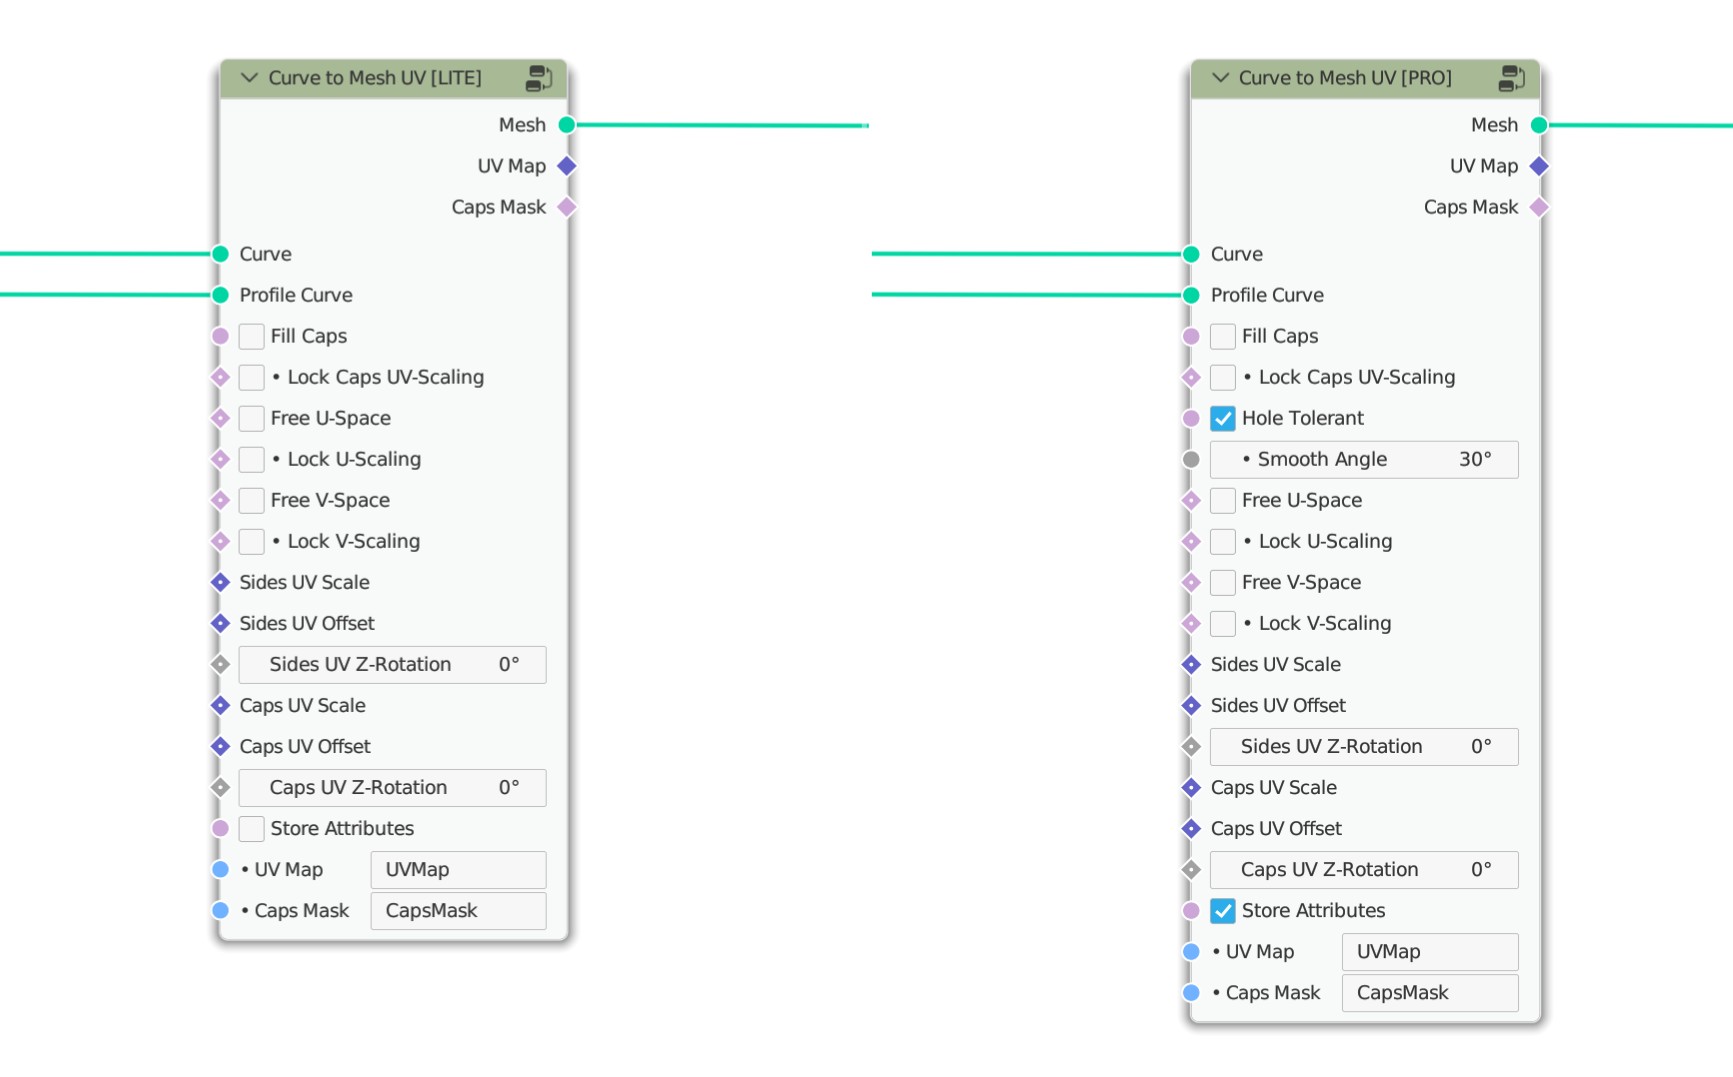 Curve to Mesh UV [LITE]
Mesh
UV Map
Caps Mask
Curve
Profile Curve
Fill Caps
• Lock Caps UV-Scaling
Free U-Space
• Lock U-Scaling
Free V-Space
• Lock V-Scaling
Sides UV Scale
Sides UV Offset
Sides UV Z-Rotation 0°
Caps UV Scale
Caps UV Offset
Caps UV Z-Rotation 0°
Store Attributes
• UV Map UVMap
• Caps Mask CapsMask
Curve to Mesh UV [PRO]
Mesh
UV Map
Caps Mask
Curve
Profile Curve
Fill Caps
• Lock Caps UV-Scaling
Hole Tolerant
• Smooth Angle 30°
Free U-Space
• Lock U-Scaling
Free V-Space
• Lock V-Scaling
Sides UV Scale
Sides UV Offset
Sides UV Z-Rotation 0°
Caps UV Scale
Caps UV Offset
Caps UV Z-Rotation 0°
Store Attributes
• UV Map UVMap
• Caps Mask CapsMask